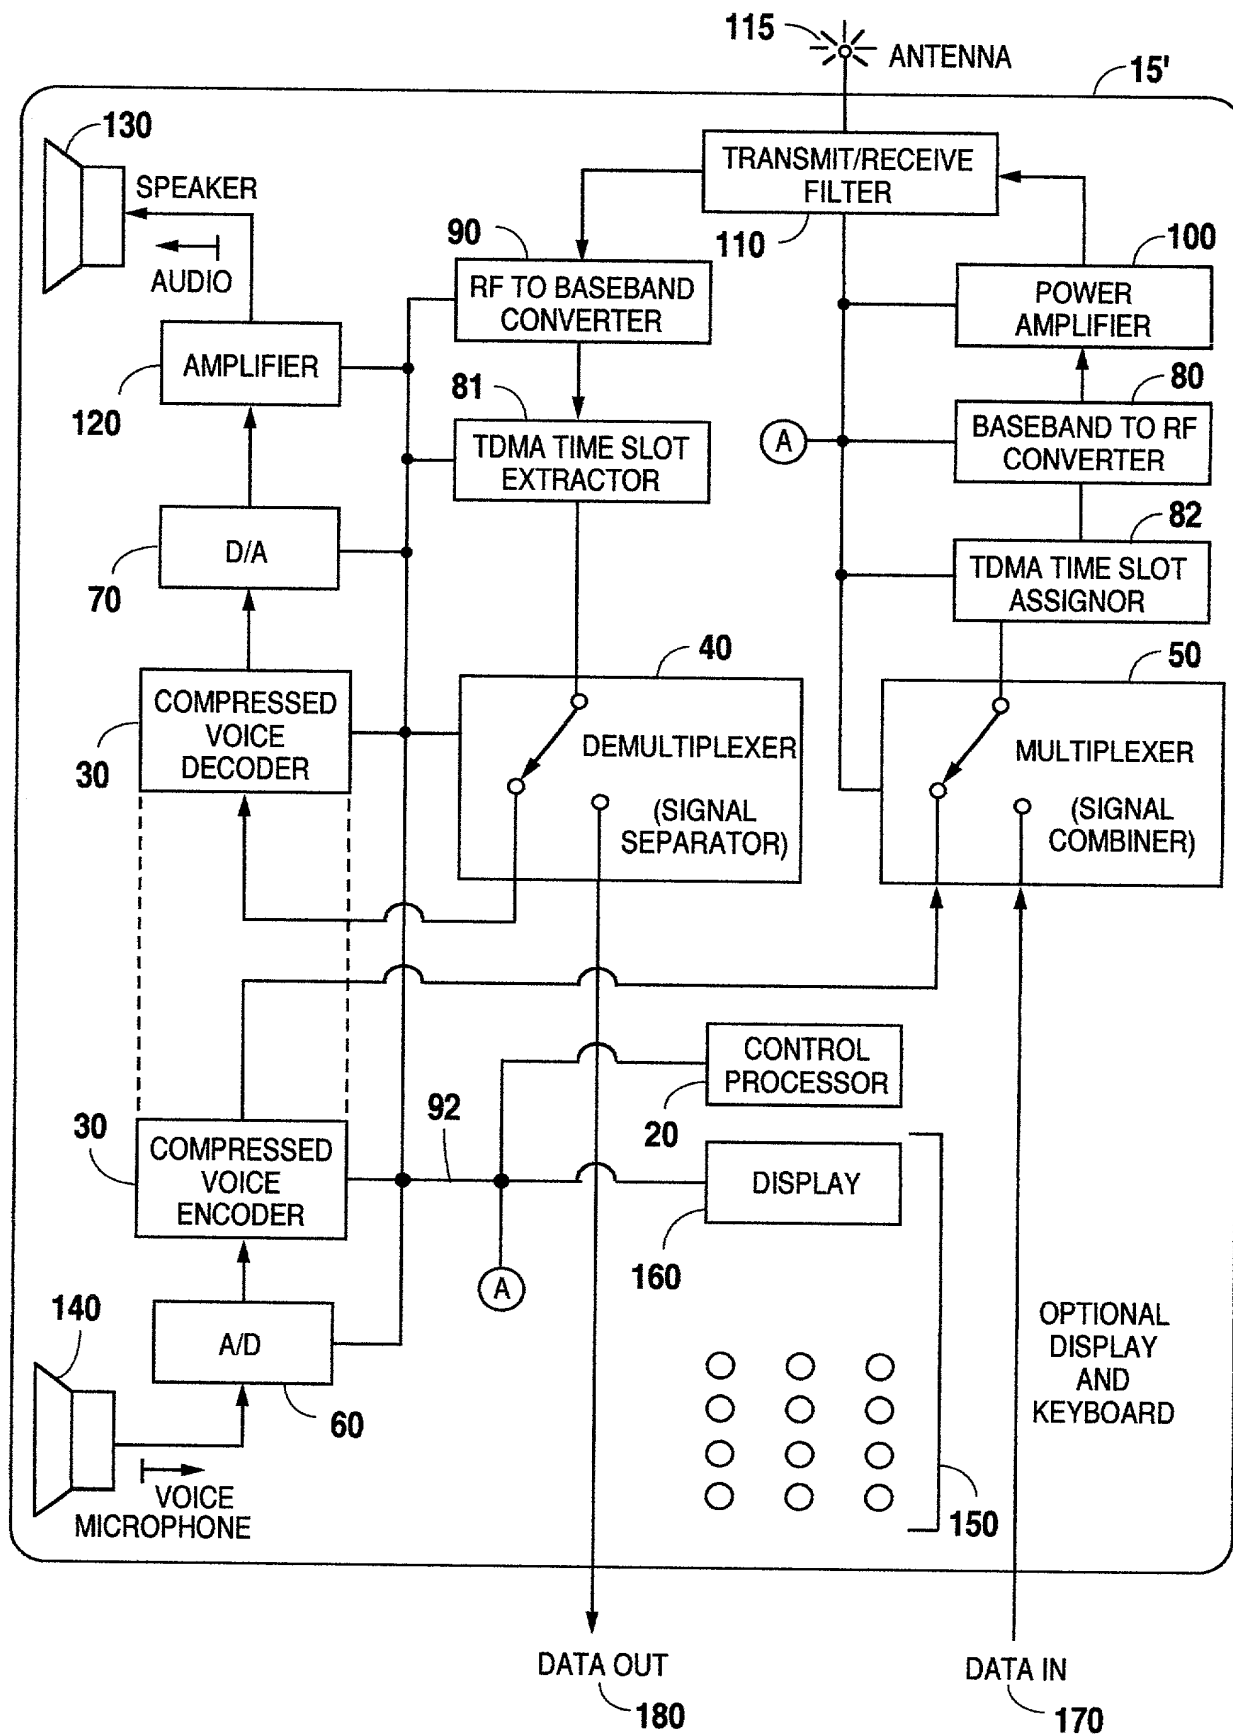 115
ANTENNA
15'
130
SPEAKER
AUDIO
TRANSMIT/RECEIVE
FILTER
110
90
RF TO BASEBAND
CONVERTER
100
POWER
AMPLIFIER
AMPLIFIER
120
81
TDMA TIME SLOT
EXTRACTOR
80
BASEBAND TO RF
CONVERTER
A
D/A
70
82
TDMA TIME SLOT
ASSIGNOR
COMPRESSED
VOICE
DECODER
30
40
DEMULTIPLEXER
(SIGNAL
SEPARATOR)
50
MULTIPLEXER
(SIGNAL
COMBINER)
CONTROL
PROCESSOR
20
30
COMPRESSED
VOICE
ENCODER
92
DISPLAY
160
A
140
A/D
60
VOICE
MICROPHONE
OPTIONAL
DISPLAY
AND
KEYBOARD
150
DATA OUT
180
DATA IN
170